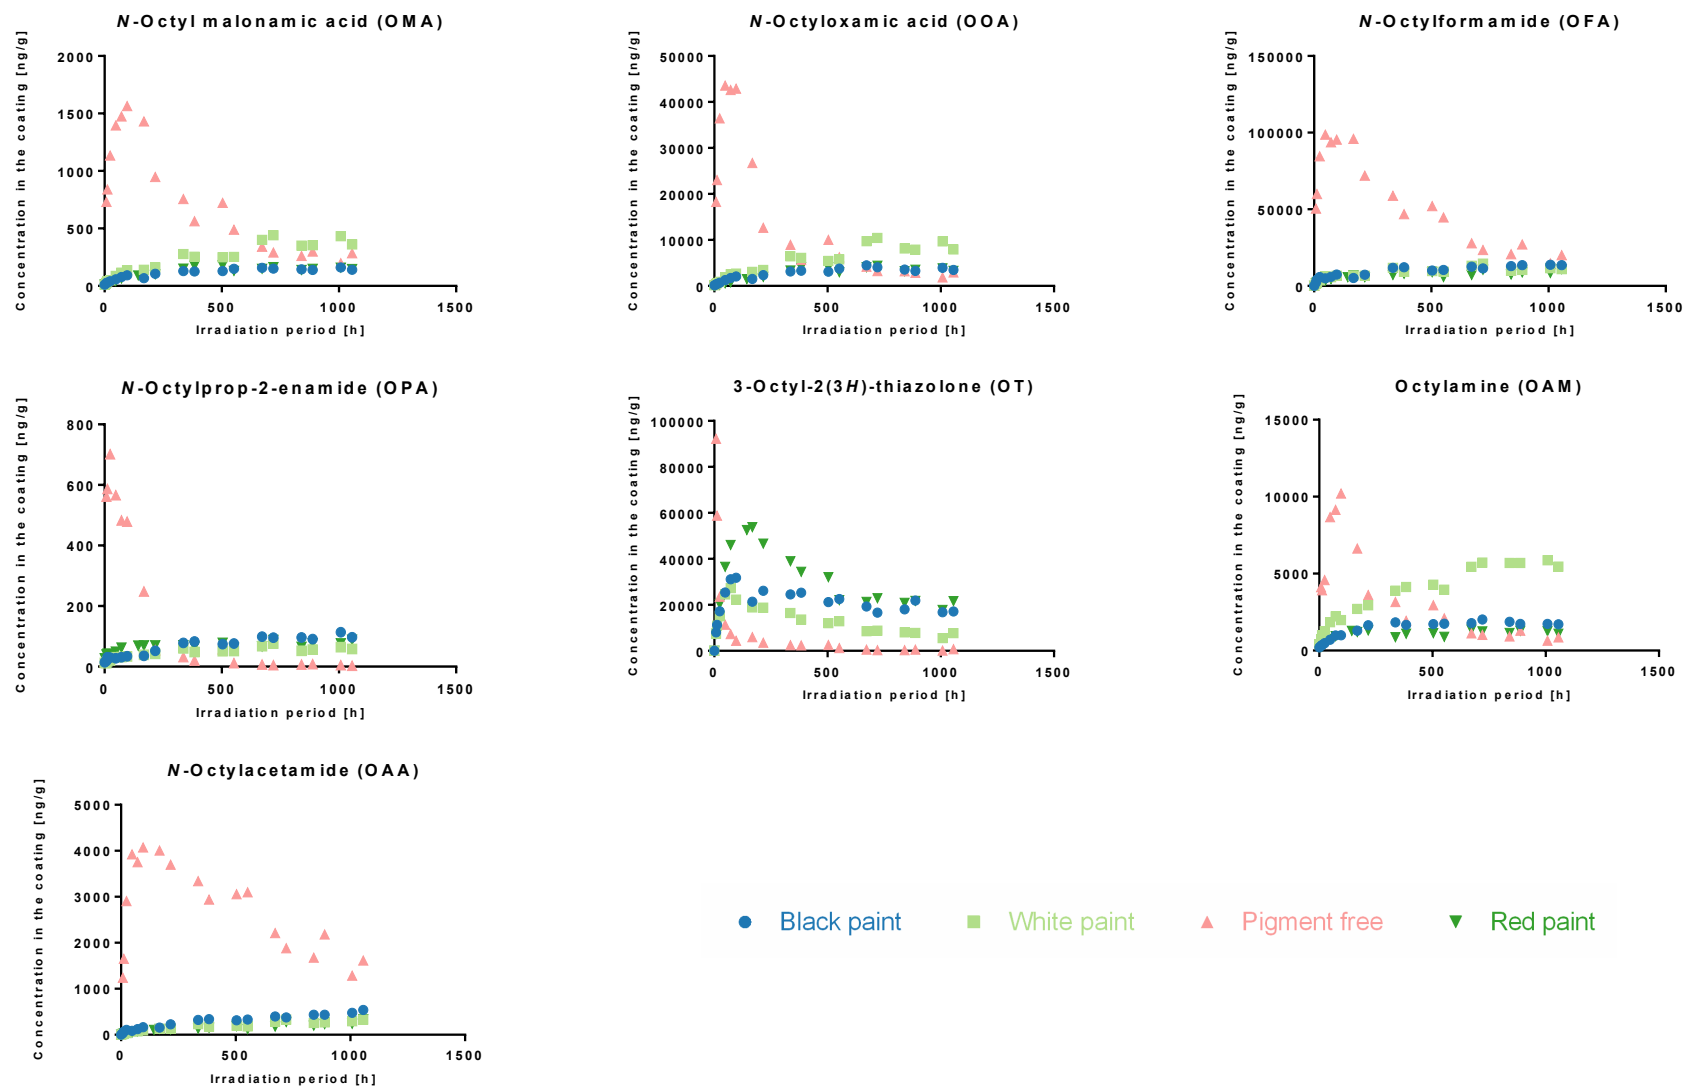 N-Octyl malonamic acid (OMA)
Concentration in the coating [ng/g]
2000
1500
1000
500
0
0 500 1000 1500
Irradiation period [h]
N-Octyloxamic acid (OOA)
Concentration in the coating [ng/g]
50000
40000
30000
20000
10000
0
0 500 1000 1500
Irradiation period [h]
N-Octylformamide (OFA)
Concentration in the coating [ng/g]
150000
100000
50000
0
0 500 1000 1500
Irradiation period [h]
N-Octylprop-2-enamide (OPA)
Concentration in the coating [ng/g]
800
600
400
200
0
0 500 1000 1500
Irradiation period [h]
3-Octyl-2(3H)-thiazolone (OT)
Concentration in the coating [ng/g]
100000
80000
60000
40000
20000
0
0 500 1000 1500
Irradiation period [h]
Octylamine (OAM)
Concentration in the coating [ng/g]
15000
10000
5000
0
0 500 1000 1500
Irradiation period [h]
N-Octylacetamide (OAA)
Concentration in the coating [ng/g]
5000
4000
3000
2000
1000
0
0 500 1000 1500
Irradiation period [h]
Black paint White paint Pigment free Red paint